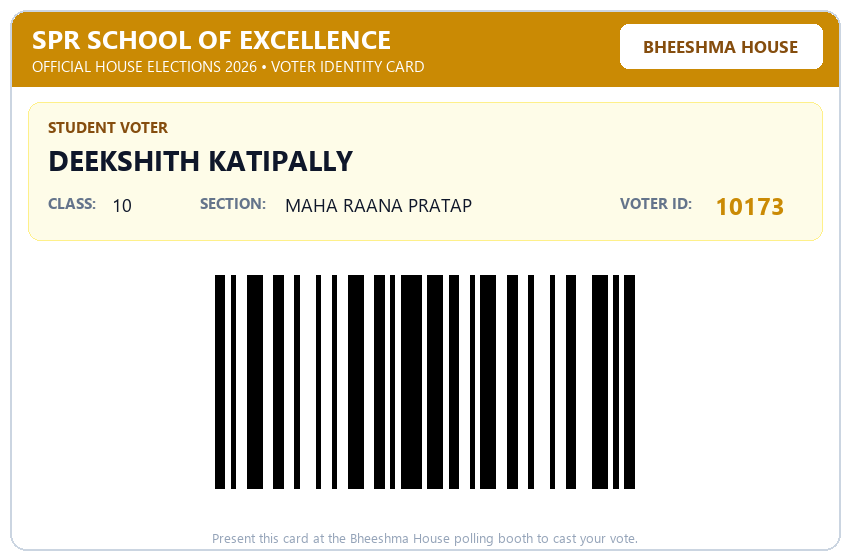 SPR SCHOOL OF EXCELLENCE
OFFICIAL HOUSE ELECTIONS 2026 • VOTER IDENTITY CARD
BHEESHMA HOUSE
STUDENT VOTER
DEEKSHITH KATIPALLY
CLASS: 10 SECTION: MAHA RAANA PRATAP VOTER ID: 10173
Present this card at the Bheeshma House polling booth to cast your vote.